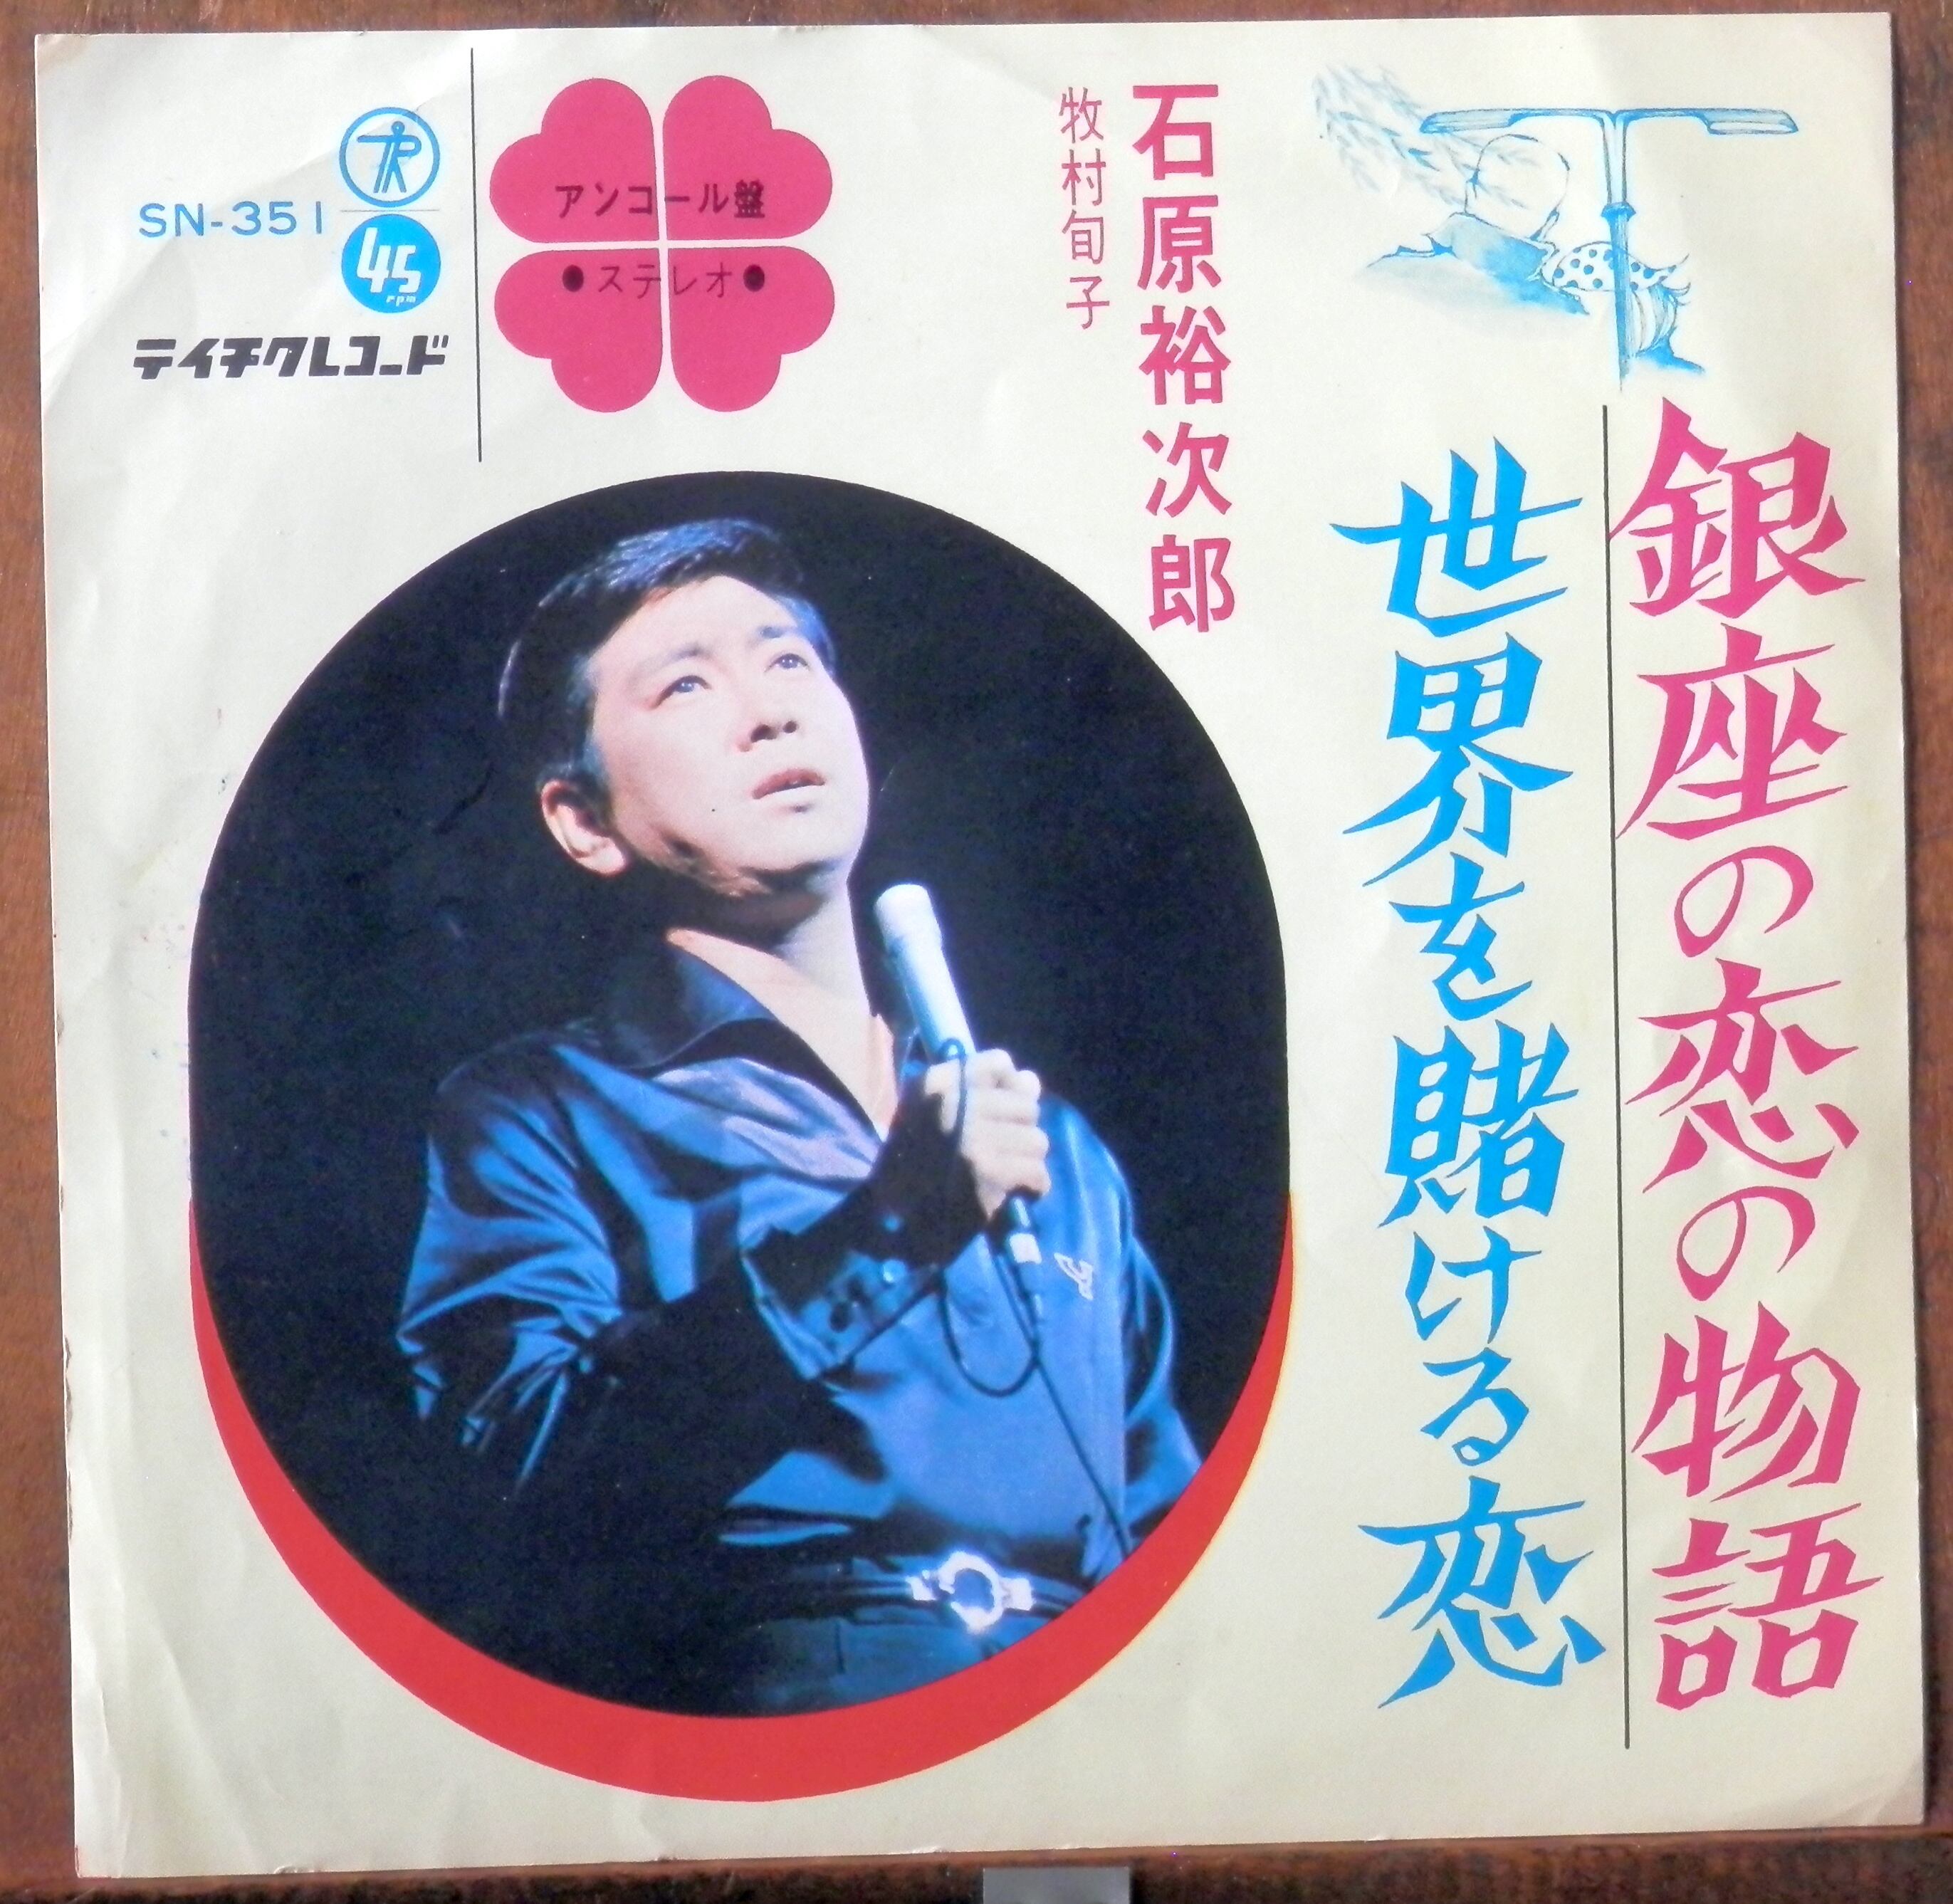 銀座の恋の物語
世界を賭ける恋
石原裕次郎
牧村旬子
アンコール盤
●ステレオ●
SN-351
TR
45
rpm
テイチクレコード